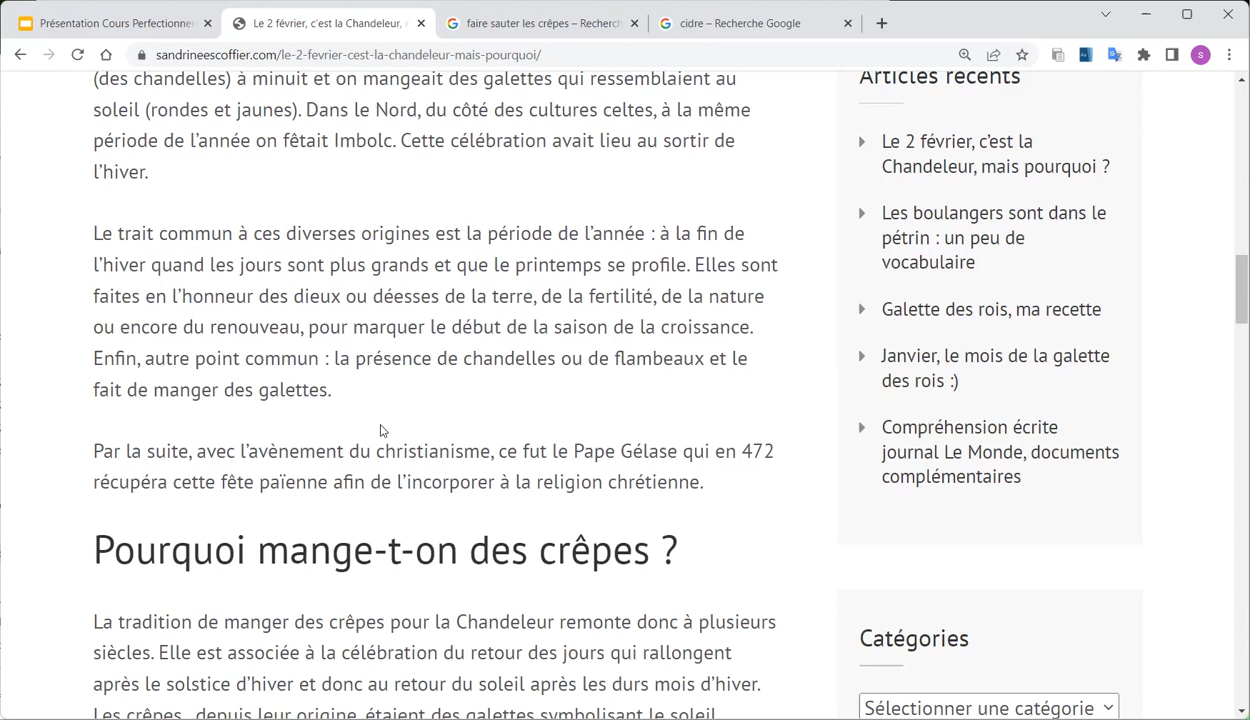 Présentation Cours Perfectionner
Le 2 février, c'est la Chandeleur, m
faire sauter les crêpes – Recherch
cidre – Recherche Google
sandrineescoffier.com/le-2-fevrier-cest-la-chandeleur-mais-pourquoi/
S
(des chandelles) à minuit et on mangeait des galettes qui ressemblaient au
soleil (rondes et jaunes). Dans le Nord, du côté des cultures celtes, à la même
période de l'année on fêtait Imbolc. Cette célébration avait lieu au sortir de
l'hiver.
Le trait commun à ces diverses origines est la période de l'année : à la fin de
l'hiver quand les jours sont plus grands et que le printemps se profile. Elles sont
faites en l'honneur des dieux ou déesses de la terre, de la fertilité, de la nature
ou encore du renouveau, pour marquer le début de la saison de la croissance.
Enfin, autre point commun : la présence de chandelles ou de flambeaux et le
fait de manger des galettes.
Par la suite, avec l'avènement du christianisme, ce fut le Pape Gélase qui en 472
récupéra cette fête païenne afin de l'incorporer à la religion chrétienne.
Pourquoi mange-t-on des crêpes ?
La tradition de manger des crêpes pour la Chandeleur remonte donc à plusieurs
siècles. Elle est associée à la célébration du retour des jours qui rallongent
après le solstice d'hiver et donc au retour du soleil après les durs mois d'hiver.
Les crêpes, depuis leur origine, étaient des galettes symbolisant le soleil
Articles récents
Le 2 février, c'est la
Chandeleur, mais pourquoi ?
Les boulangers sont dans le
pétrin : un peu de
vocabulaire
Galette des rois, ma recette
Janvier, le mois de la galette
des rois :)
Compréhension écrite
journal Le Monde, documents
complémentaires
Catégories
Sélectionner une catégorie